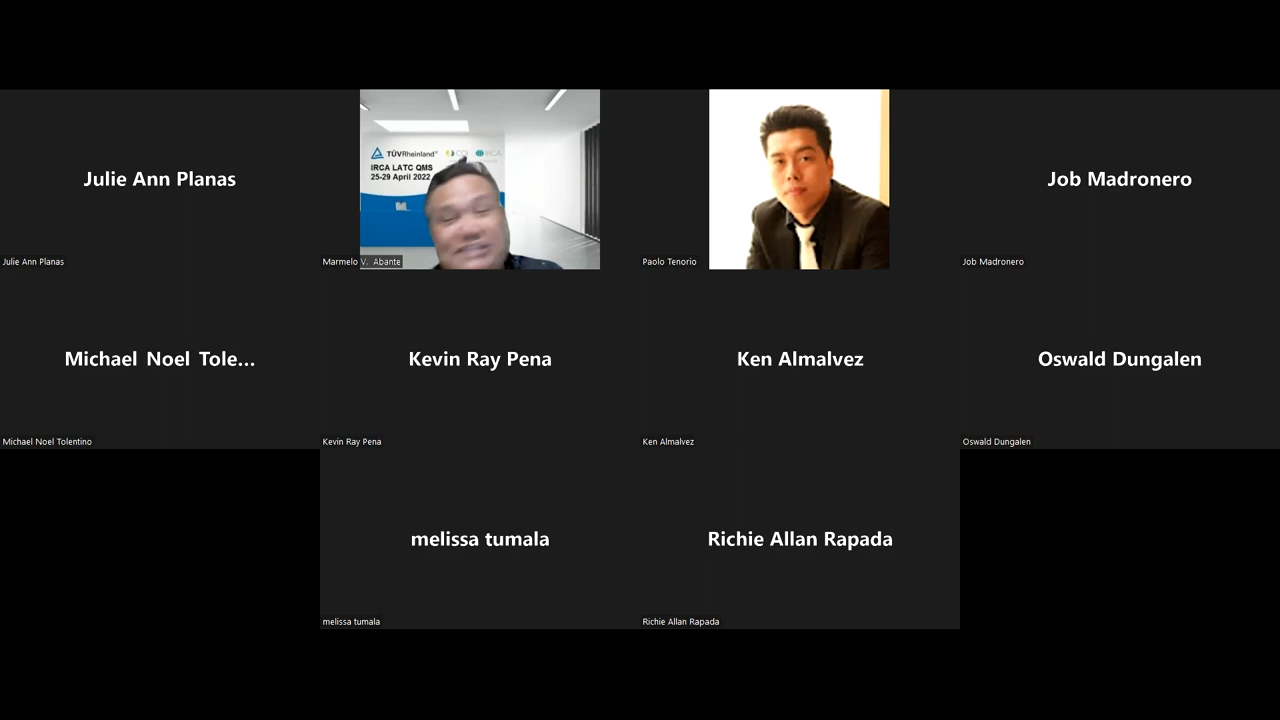 Julie Ann Planas
Julie Ann Planas
TÜVRheinland®
CQI
IRCA
IRCA LATC QMS
25-29 April 2022
Marmelo V. Abante
Paolo Tenorio
Job Madronero
Job Madronero
Michael Noel Tole...
Michael Noel Tolentino
Kevin Ray Pena
Kevin Ray Pena
Ken Almalvez
Ken Almalvez
Oswald Dungalen
Oswald Dungalen
melissa tumala
melissa tumala
Richie Allan Rapada
Richie Allan Rapada